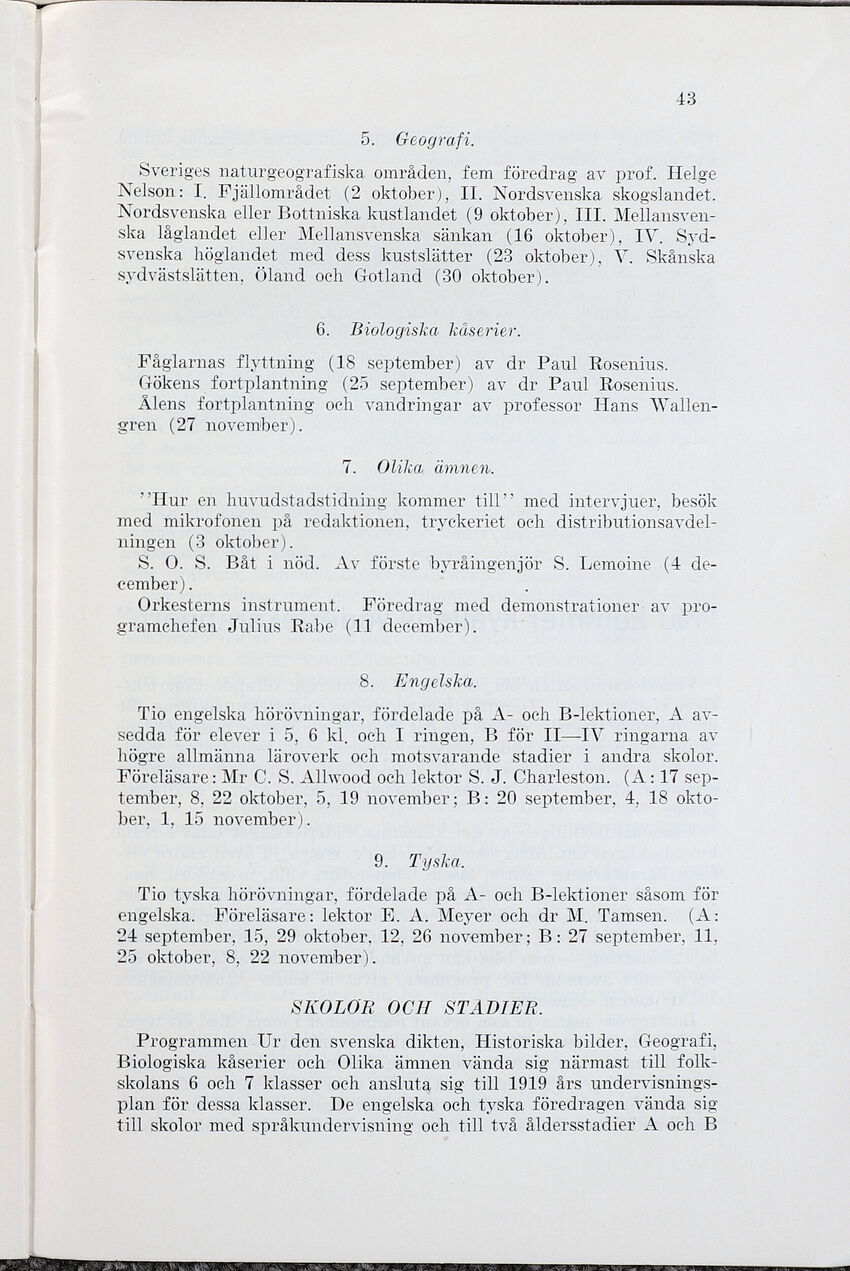 43
5. Geografi.
Sveriges naturgeografiska områden, fem föredrag av prof. Helge
Nelson: I. Fjällområdet (2 oktober), II. Nordsvenska skogslandet.
Nordsvenska eller Bottniska kustlandet (9 oktober), III. Mellansven-
ska låglandet eller Mellansvenska sänkan (16 oktober), IV. Syd-
svenska höglandet med dess kustslätter (23 oktober), V. Skånska
sydvästslätten, Öland och Gotland (30 oktober).
6. Biologiska kåserier.
Fåglarnas flyttning (18 september) av dr Paul Rosenius.
Gökens fortplantning (25 september) av dr Paul Rosenius.
Ålens fortplantning och vandringar av professor Hans Wallen-
gren (27 november).
7. Olika ämnen.
”Hur en huvudstadstidning kommer till” med intervjuer, besök
med mikrofonen på redaktionen, tryckeriet och distributionsavdel-
ningen (3 oktober).
S. O. S. Båt i nöd. Av förste byråingenjör S. Lemoine (4 de-
cember).
Orkesterns instrument. Föredrag med demonstrationer av pro-
gramchefen Julius Rabe (11 december).
8. Engelska.
Tio engelska hörövningar, fördelade på A- och B-lektioner, A av-
sedda för elever i 5, 6 kl. och I ringen, B för II—IV ringarna av
högre allmänna läroverk och motsvarande stadier i andra skolor.
Föreläsare: Mr C. S. Allwood och lektor S. J. Charleston. (A: 17 sep-
tember, 8, 22 oktober, 5, 19 november; B: 20 september, 4, 18 okto-
ber, 1, 15 november).
9. Tyska.
Tio tyska hörövningar, fördelade på A- och B-lektioner såsom för
engelska. Föreläsare: lektor E. A. Meyer och dr M. Tamsen. (A:
24 september, 15, 29 oktober, 12, 26 november; B: 27 september, 11,
25 oktober, 8, 22 november).
SKOLOR OCH STADIER.
Programmen Ur den svenska dikten, Historiska bilder, Geografi,
Biologiska kåserier och Olika ämnen vända sig närmast till folk-
skolans 6 och 7 klasser och ansluta sig till 1919 års undervisnings-
plan för dessa klasser. De engelska och tyska föredragen vända sig
till skolor med språkundervisning och till två åldersstadier A och B